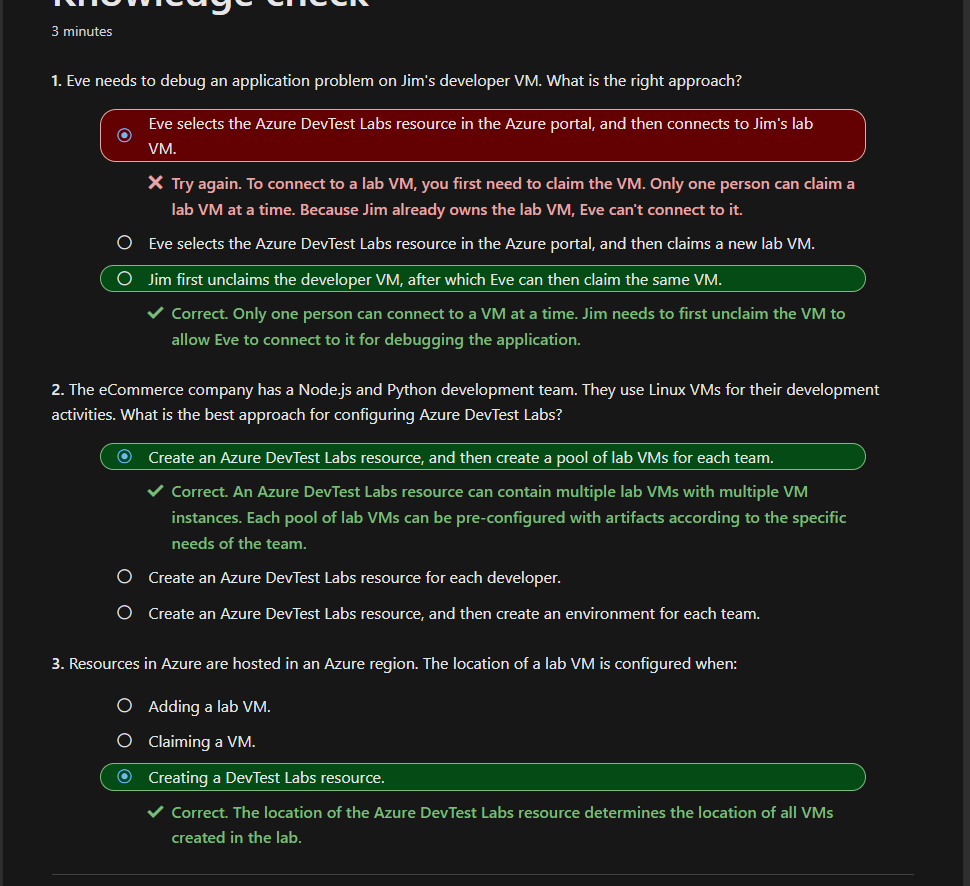 Knowledge check
3 minutes
1. Eve needs to debug an application problem on Jim's developer VM. What is the right approach?
Eve selects the Azure DevTest Labs resource in the Azure portal, and then connects to Jim's lab
VM.
Try again. To connect to a lab VM, you first need to claim the VM. Only one person can claim a
lab VM at a time. Because Jim already owns the lab VM, Eve can't connect to it.
Eve selects the Azure DevTest Labs resource in the Azure portal, and then claims a new lab VM.
Jim first unclaims the developer VM, after which Eve can then claim the same VM.
Correct. Only one person can connect to a VM at a time. Jim needs to first unclaim the VM to
allow Eve to connect to it for debugging the application.
2. The eCommerce company has a Node.js and Python development team. They use Linux VMs for their development
activities. What is the best approach for configuring Azure DevTest Labs?
Create an Azure DevTest Labs resource, and then create a pool of lab VMs for each team.
Correct. An Azure DevTest Labs resource can contain multiple lab VMs with multiple VM
instances. Each pool of lab VMs can be pre-configured with artifacts according to the specific
needs of the team.
Create an Azure DevTest Labs resource for each developer.
Create an Azure DevTest Labs resource, and then create an environment for each team.
3. Resources in Azure are hosted in an Azure region. The location of a lab VM is configured when:
Adding a lab VM.
Claiming a VM.
Creating a DevTest Labs resource.
Correct. The location of the Azure DevTest Labs resource determines the location of all VMs
created in the lab.